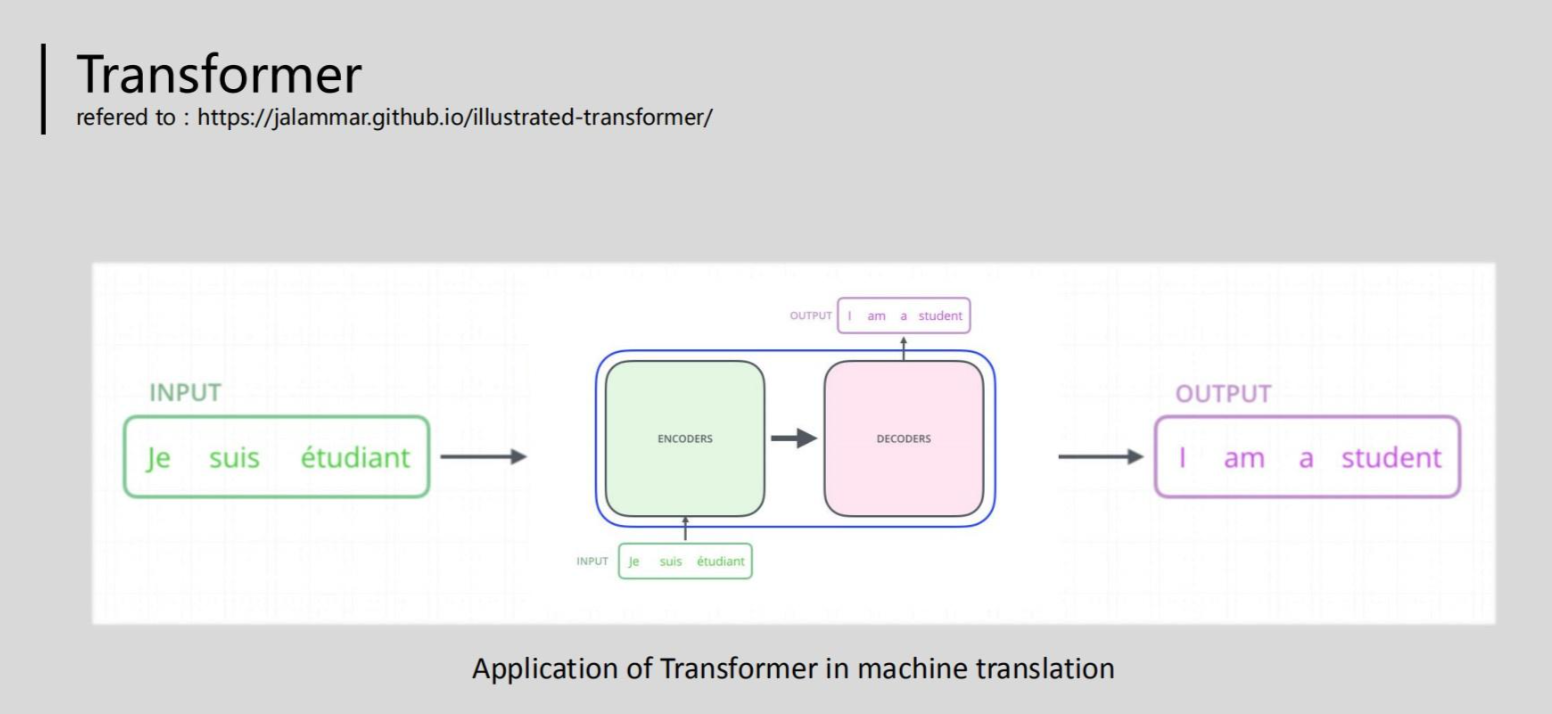 Transformer
refered to : https://jalammar.github.io/illustrated-transformer/
OUTPUT I am a student
INPUT
OUTPUT
Je suis étudiant
ENCODERS
DECODERS
I am a student
INPUT Je suis étudiant
Application of Transformer in machine translation